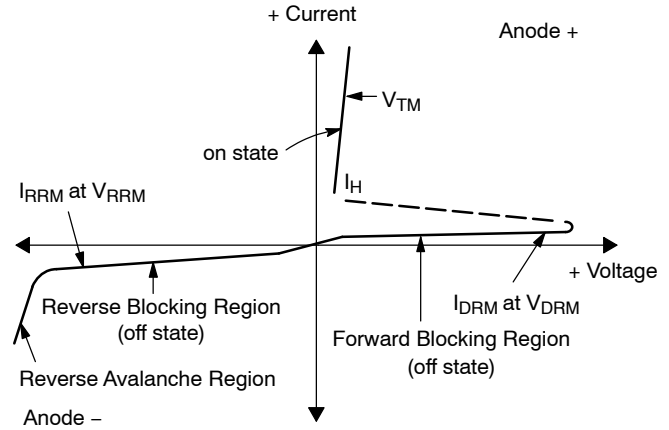 + Current
Anode +
VTM
on state
IH
IRRM at VRRM
+ Voltage
IDRM at VDRM
Reverse Blocking Region
(off state)
Forward Blocking Region
(off state)
Reverse Avalanche Region
Anode −